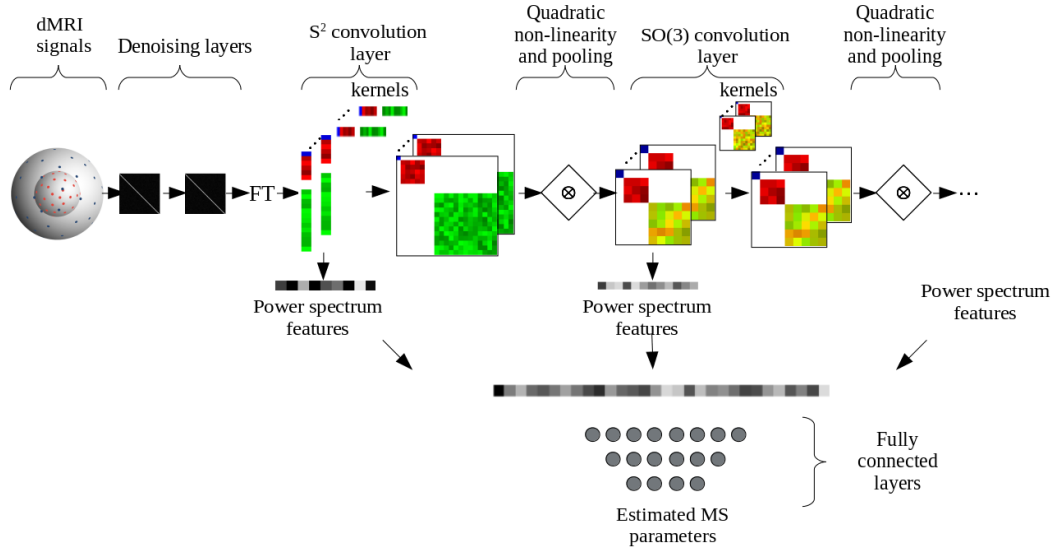 dMRI
signals
Denoising layers
S² convolution
layer
kernels
Quadratic
non-linearity
and pooling
SO(3) convolution
layer
kernels
Quadratic
non-linearity
and pooling
FT
⊗
⊗
...
Power spectrum
features
Power spectrum
features
Power spectrum
features
Fully
connected
layers
Estimated MS
parameters